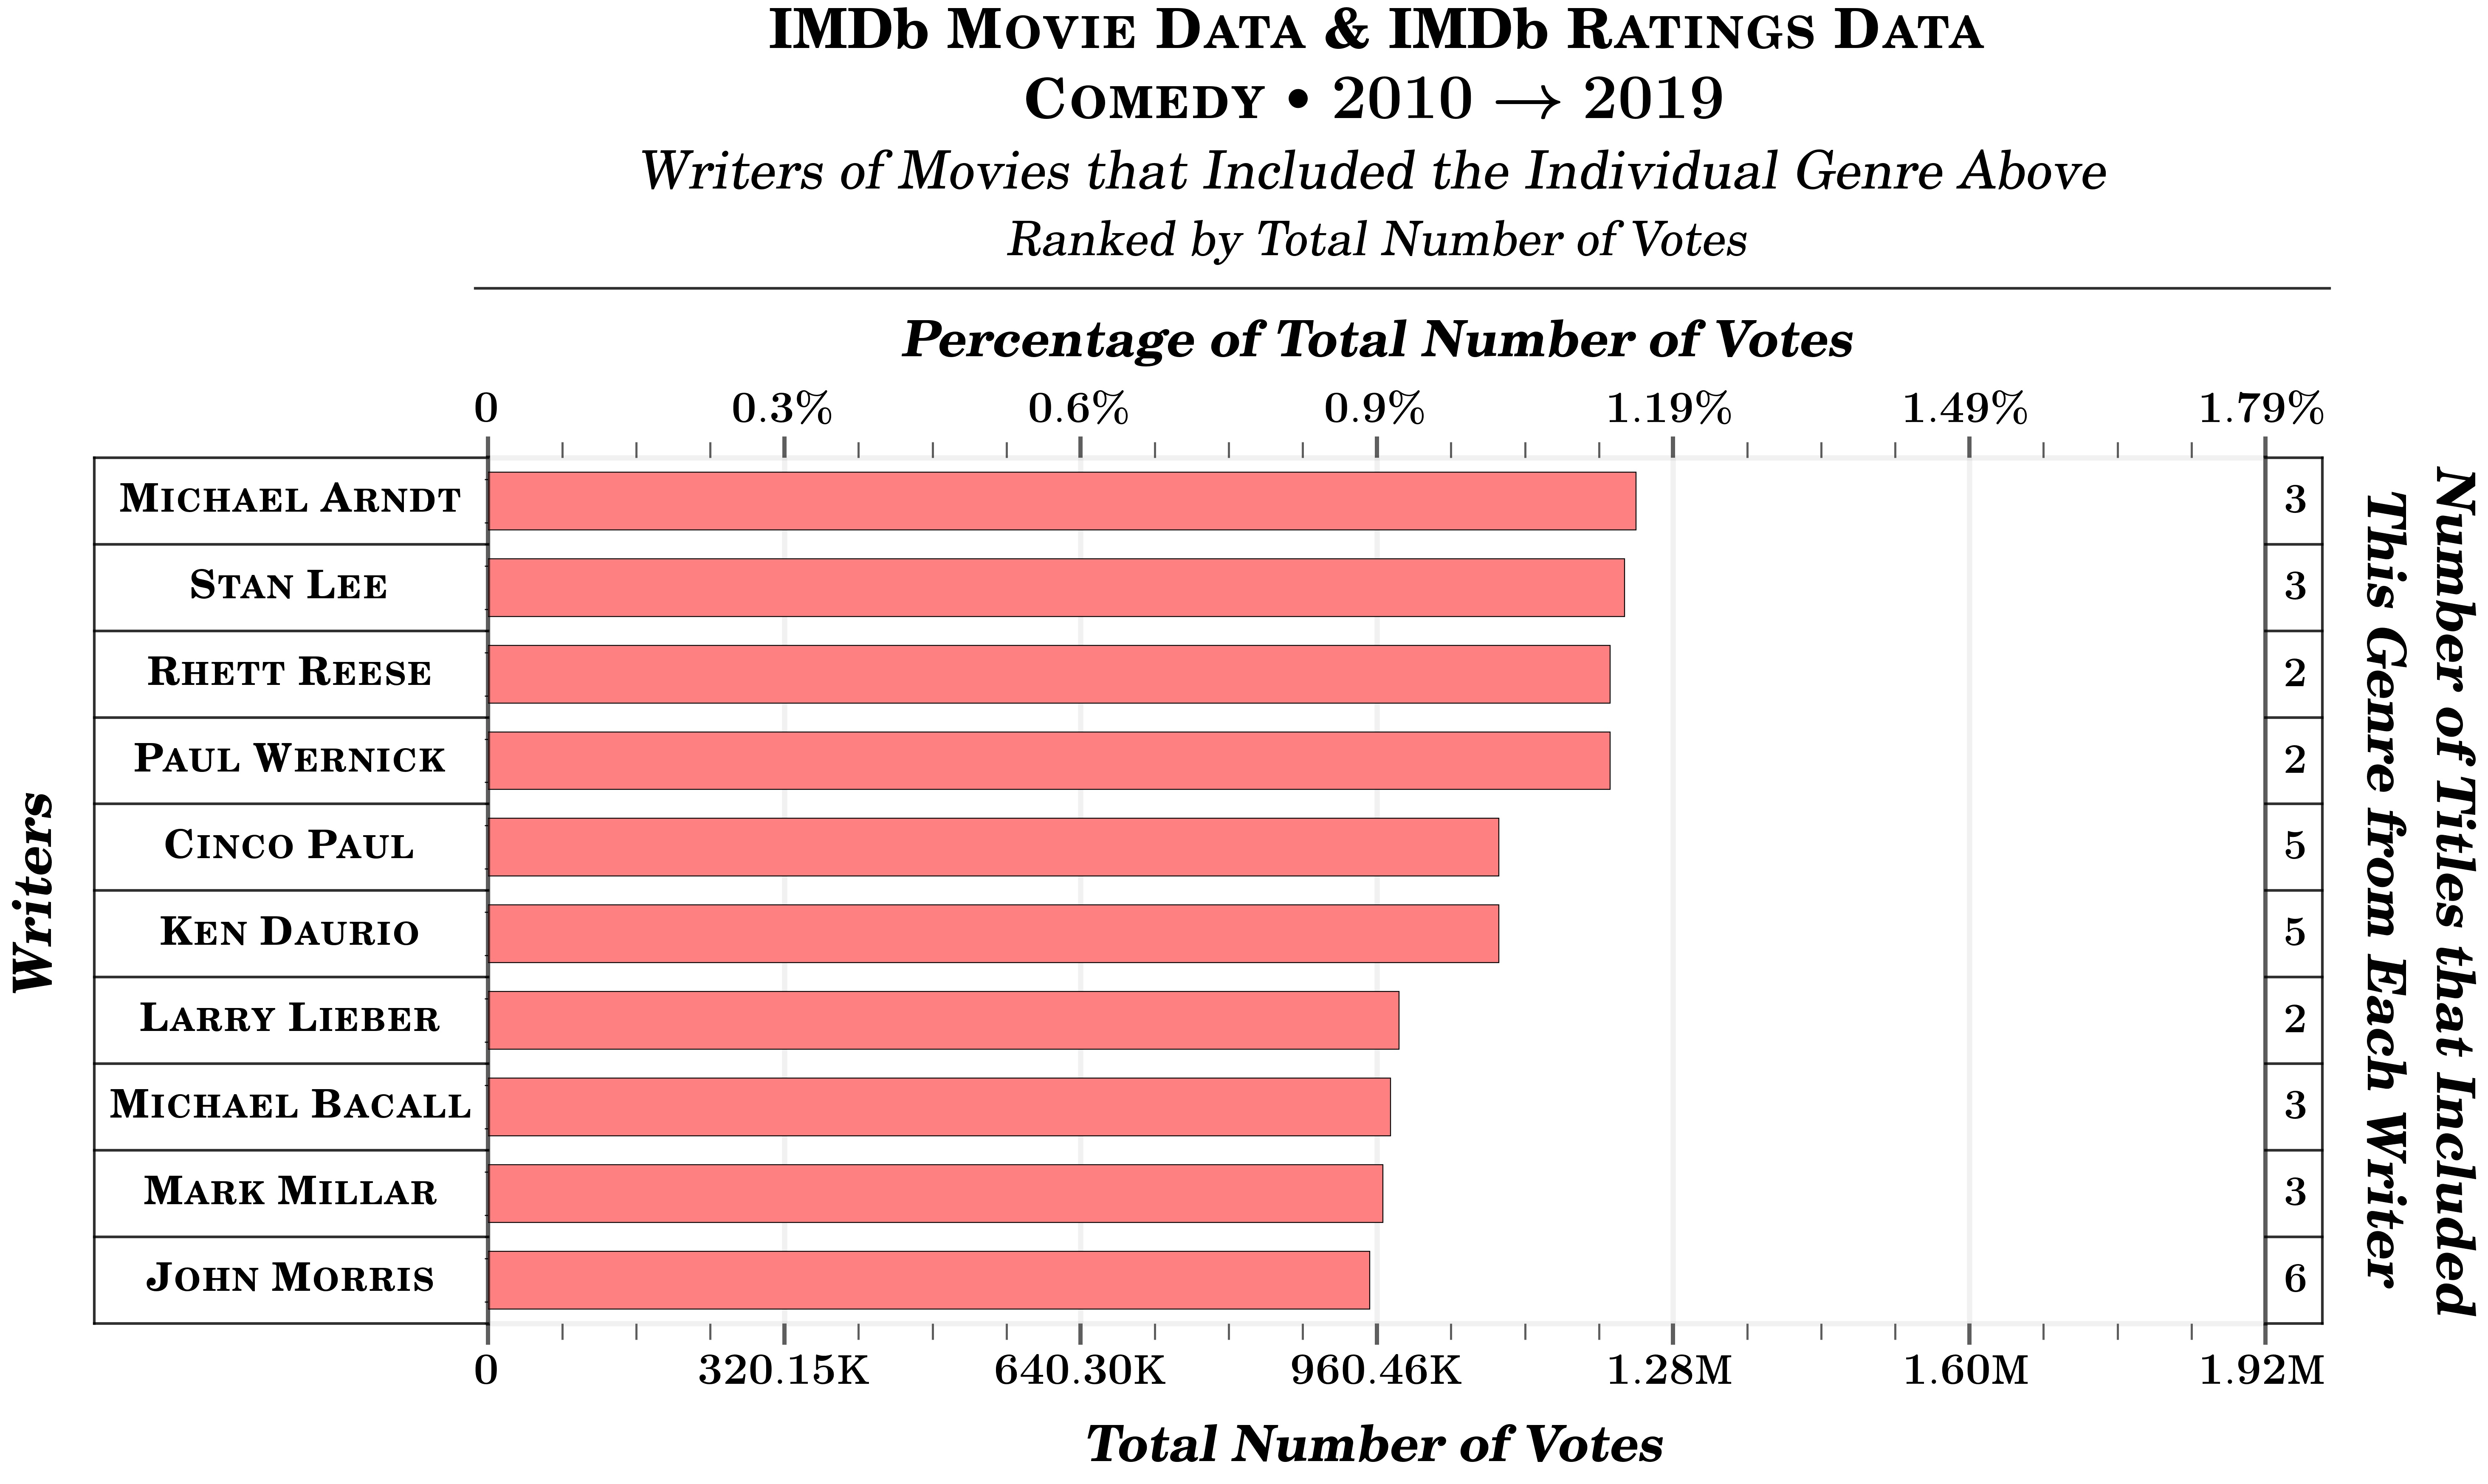 IMDb Movie Data & IMDb Ratings Data
Comedy • 2010 → 2019
Writers of Movies that Included the Individual Genre Above
Ranked by Total Number of Votes
Percentage of Total Number of Votes
0 0.3% 0.6% 0.9% 1.19% 1.49% 1.79%
Writers
Michael Arndt 3
Stan Lee 3
Rhett Reese 2
Paul Wernick 2
Cinco Paul 5
Ken Daurio 5
Larry Lieber 2
Michael Bacall 3
Mark Millar 3
John Morris 6
Number of Titles that Included
This Genre from Each Writer
0 320.15K 640.30K 960.46K 1.28M 1.60M 1.92M
Total Number of Votes